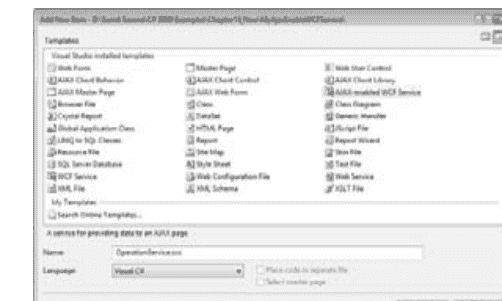 Add New Item -
Templates
Visual Studio installed templates
Web Form
Master Page
Web User Control
AJAX Client Behavior
AJAX Client Control
AJAX Client Library
AJAX Master Page
AJAX Web Form
AJAX-enabled WCF Service
Browser File
Class
Class Diagram
Crystal Report
DataSet
Generic Handler
Global Application Class
HTML Page
JScript File
LINQ to SQL Classes
Report
Report Wizard
Resource File
Site Map
Skin File
SQL Server Database
Style Sheet
Text File
WCF Service
Web Configuration File
Web Service
XML File
XML Schema
XSLT File
My Templates
Search Online Templates...
A service for providing data to an AJAX page
Name
OperationService.svc
Language
Visual C#
Place code in separate file
Select master page